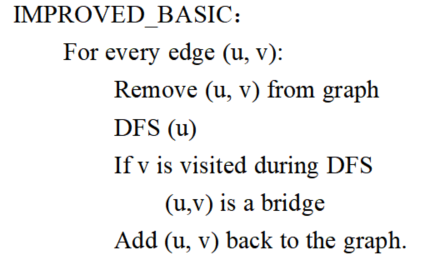 IMPROVED_BASIC：
For every edge (u, v):
Remove (u, v) from graph
DFS (u)
If v is visited during DFS
(u,v) is a bridge
Add (u, v) back to the graph.